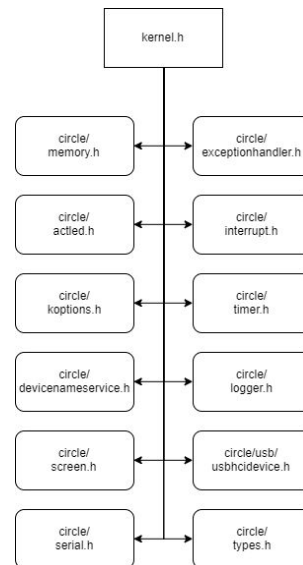 kernel.h
circle/
memory.h
circle/
exceptionhandler.h
circle/
actled.h
circle/
interrupt.h
circle/
koptions.h
circle/
timer.h
circle/
devicenameservice.h
circle/
logger.h
circle/
screen.h
circle/usb/
usbhcidevice.h
circle/
serial.h
circle/
types.h